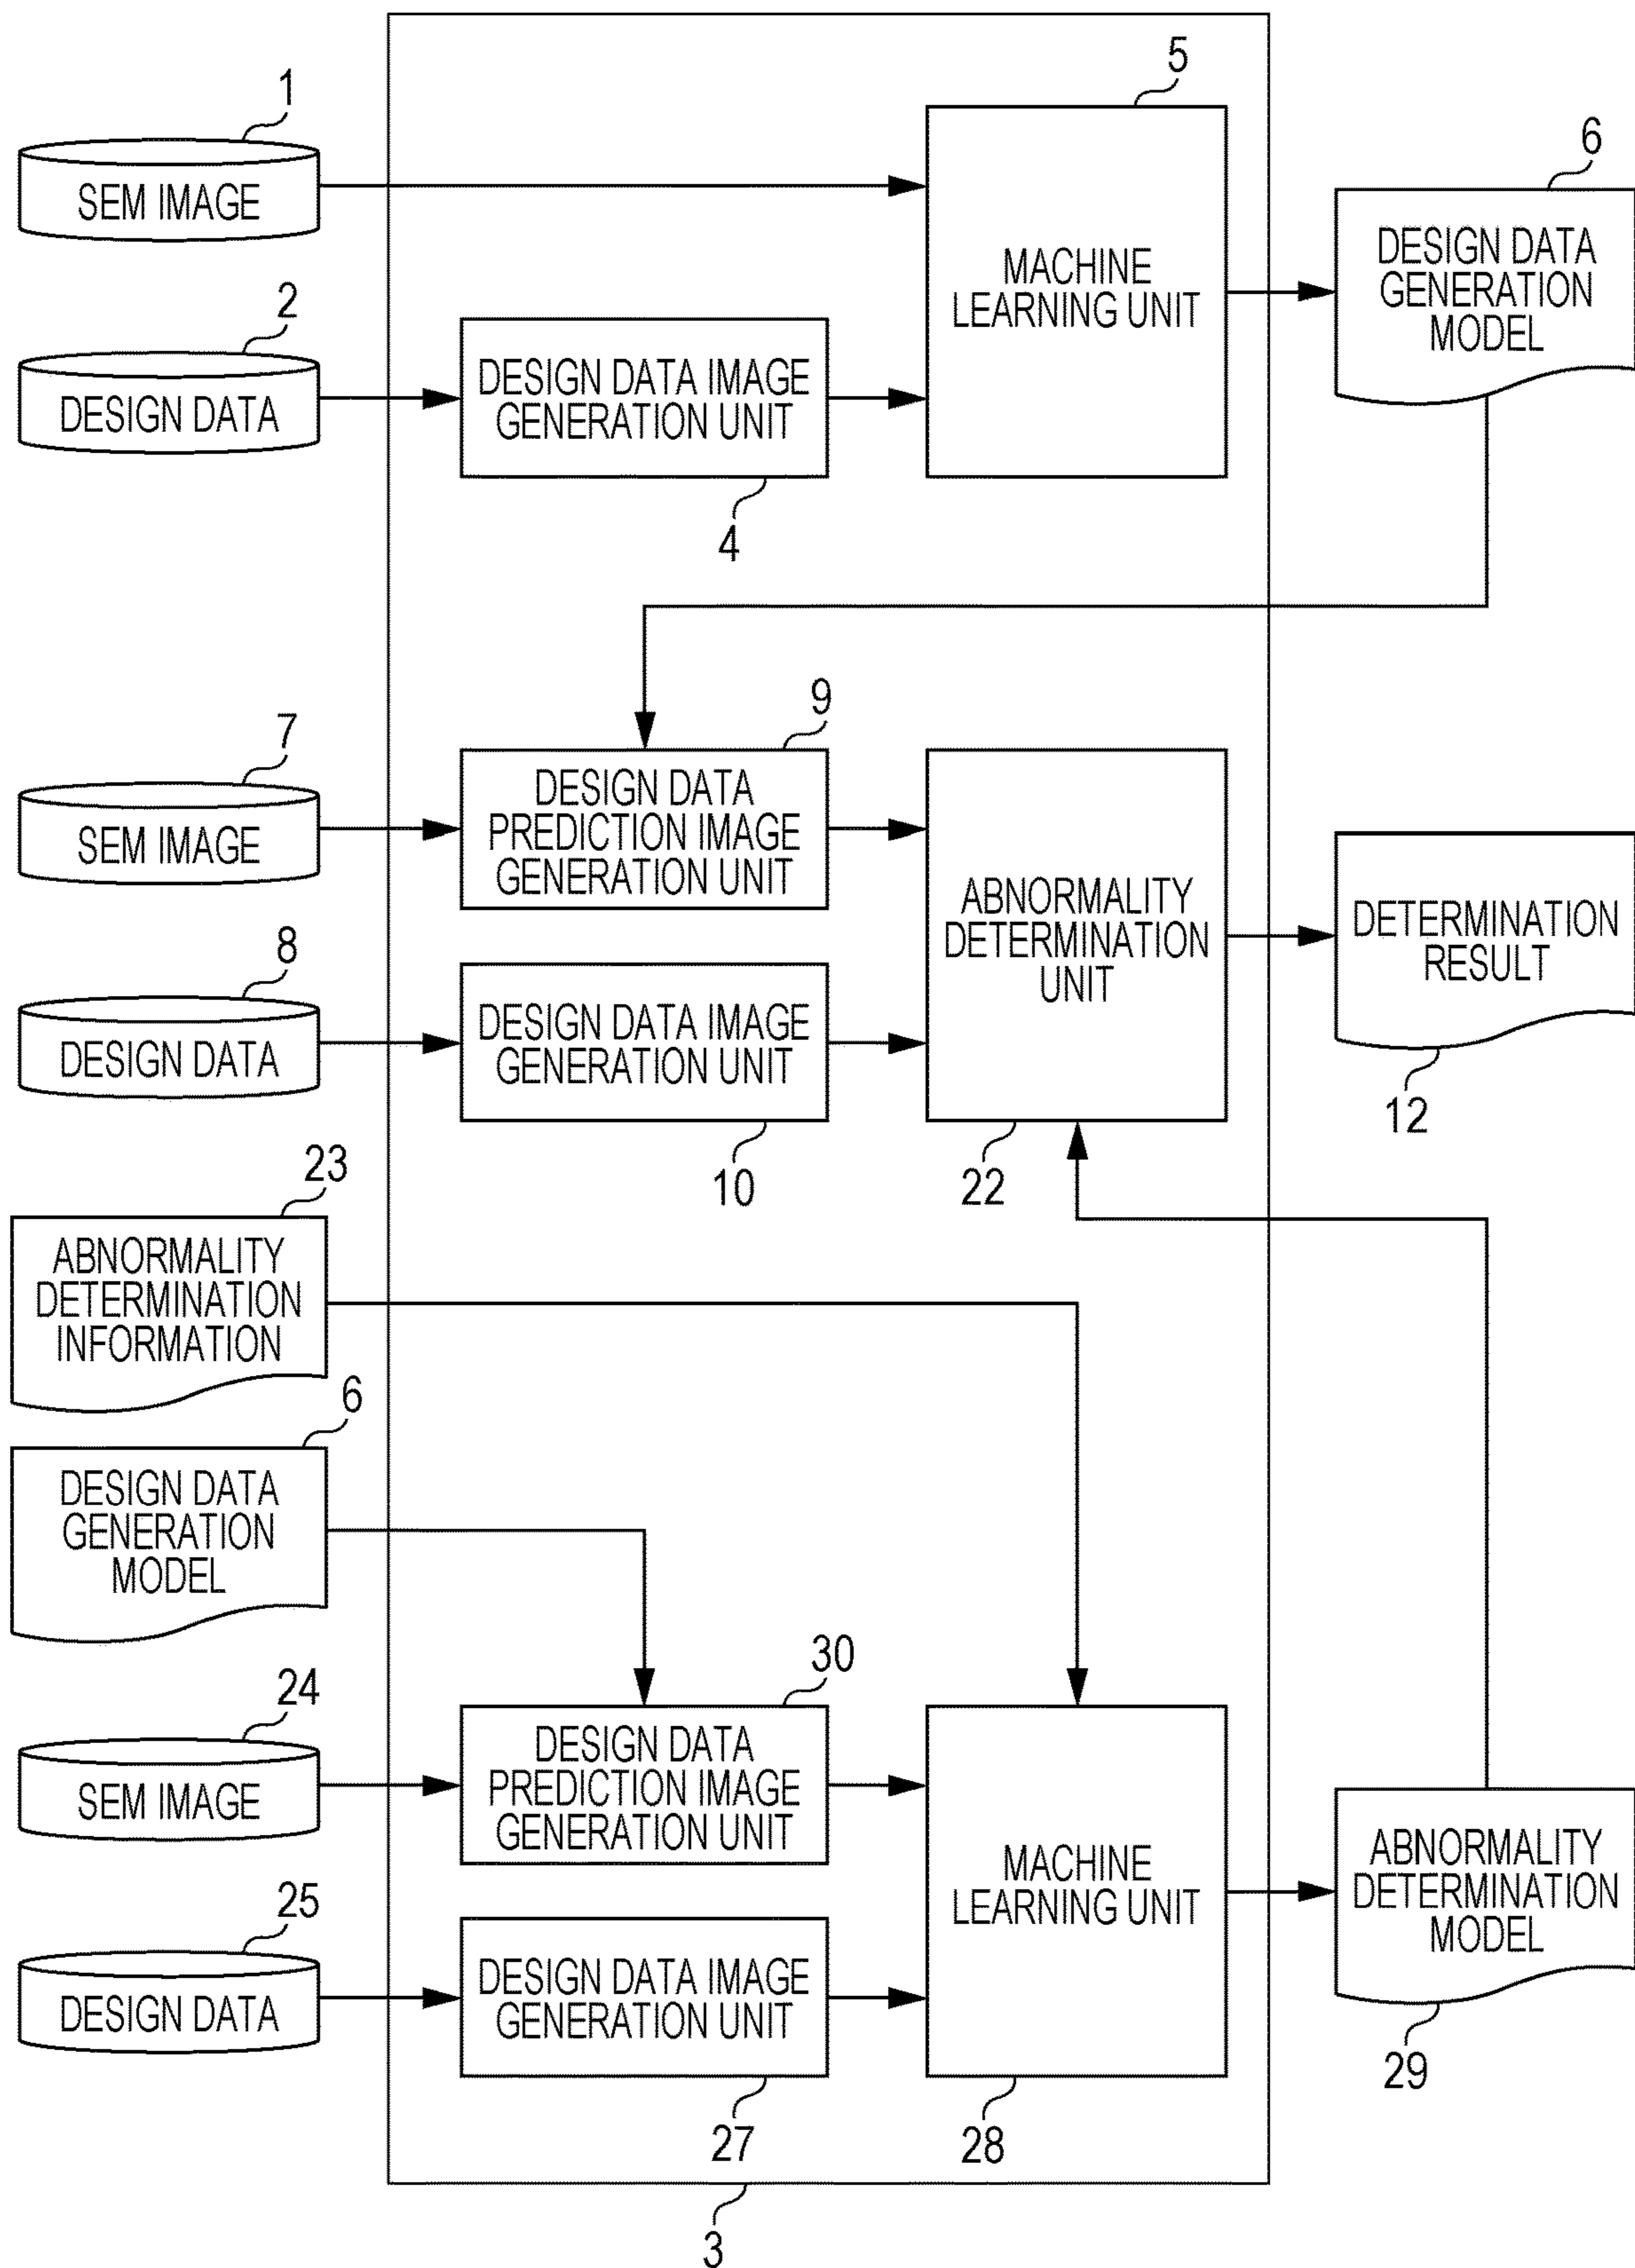 1
SEM IMAGE
2
DESIGN DATA
DESIGN DATA IMAGE
GENERATION UNIT
4
5
MACHINE
LEARNING UNIT
6
DESIGN DATA
GENERATION
MODEL
7
SEM IMAGE
8
DESIGN DATA
9
DESIGN DATA
PREDICTION IMAGE
GENERATION UNIT
DESIGN DATA IMAGE
GENERATION UNIT
10
ABNORMALITY
DETERMINATION
UNIT
22
DETERMINATION
RESULT
12
23
ABNORMALITY
DETERMINATION
INFORMATION
6
DESIGN DATA
GENERATION
MODEL
24
SEM IMAGE
25
DESIGN DATA
30
DESIGN DATA
PREDICTION IMAGE
GENERATION UNIT
DESIGN DATA IMAGE
GENERATION UNIT
27
MACHINE
LEARNING UNIT
28
ABNORMALITY
DETERMINATION
MODEL
29
3